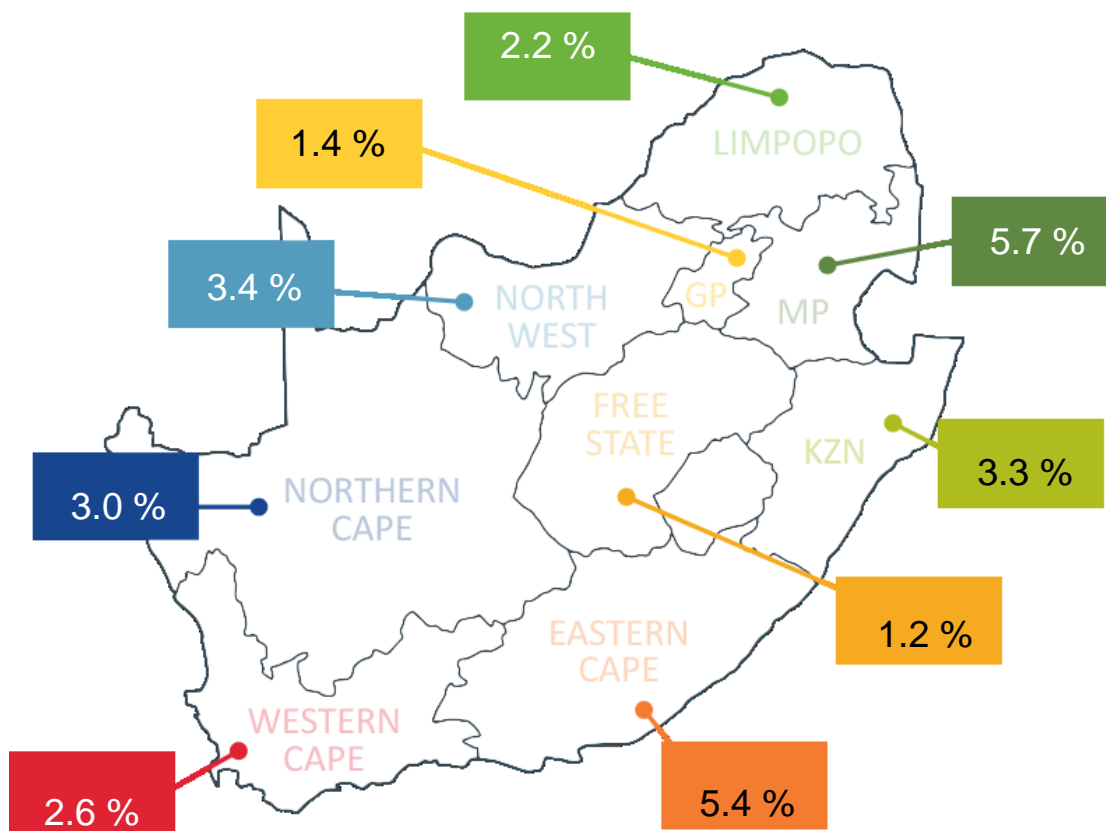 2.2 %
LIMPOPO
1.4 %
5.7 %
3.4 %
NORTH
WEST
GP
MP
FREE
STATE
KZN
3.3 %
3.0 %
NORTHERN
CAPE
1.2 %
EASTERN
CAPE
WESTERN
CAPE
2.6 %
5.4 %